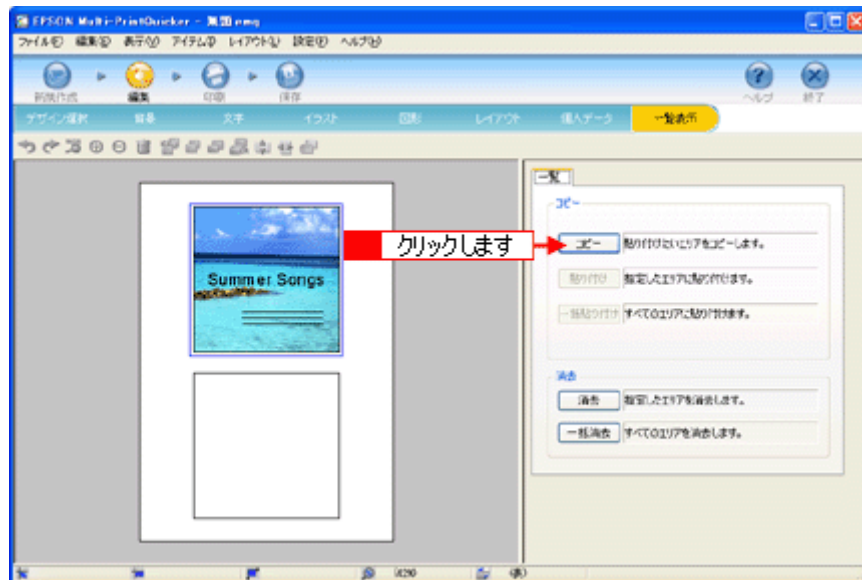 EPSON Multi-PrintQuicker - 無題.emq
ファイル(F) 編集(E) 表示(V) アイテム(I) レイアウト(L) 設定(P) ヘルプ(H)
新規作成 編集 印刷 保存 ヘルプ 終了
デザイン選択 背景 文字 イラスト 図形 レイアウト 個人データ 一覧表示
一覧
コピー
クリックします
コピー 貼り付けたいエリアをコピーします。
Summer Songs
貼り付け 指定したエリアに貼り付けます。
一括貼り付け すべてのエリアに貼り付けます。
消去
消去 指定したエリアを消去します。
一括消去 すべてのエリアを消去します。